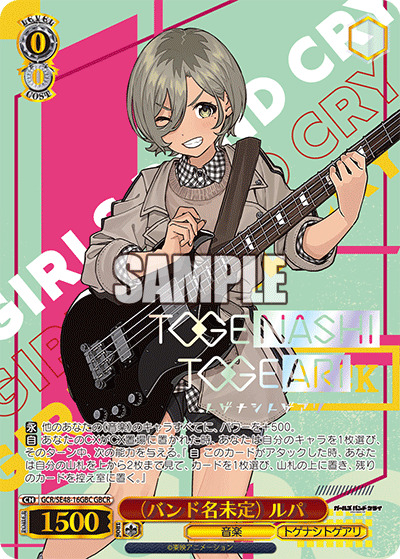 LEVEL
0
0
COST
GIRLS BAND CRY
GIRLS BAND CRY
SAMPLE
TOGENASHI
TOGEARI
トゲナシトゲアリ
永 他のあなたの《音楽》のキャラすべてに、パワーを+500。
自 あなたのCXがCX置場に置かれた時、あなたは自分のキャラを1枚選び、
そのターン中、次の能力を与える。『自 このカードがアタックした時、あなた
は自分の山札を上から2枚まで見て、カードを1枚選び、山札の上に置き、残り
のカードを控え室に置く。』
CH
GCR/SE48-16GBC GBCR
ガールズバンドクライ
1500
(バンド名未定) ルパ
音楽
トゲナシトゲアリ
©東映アニメーション